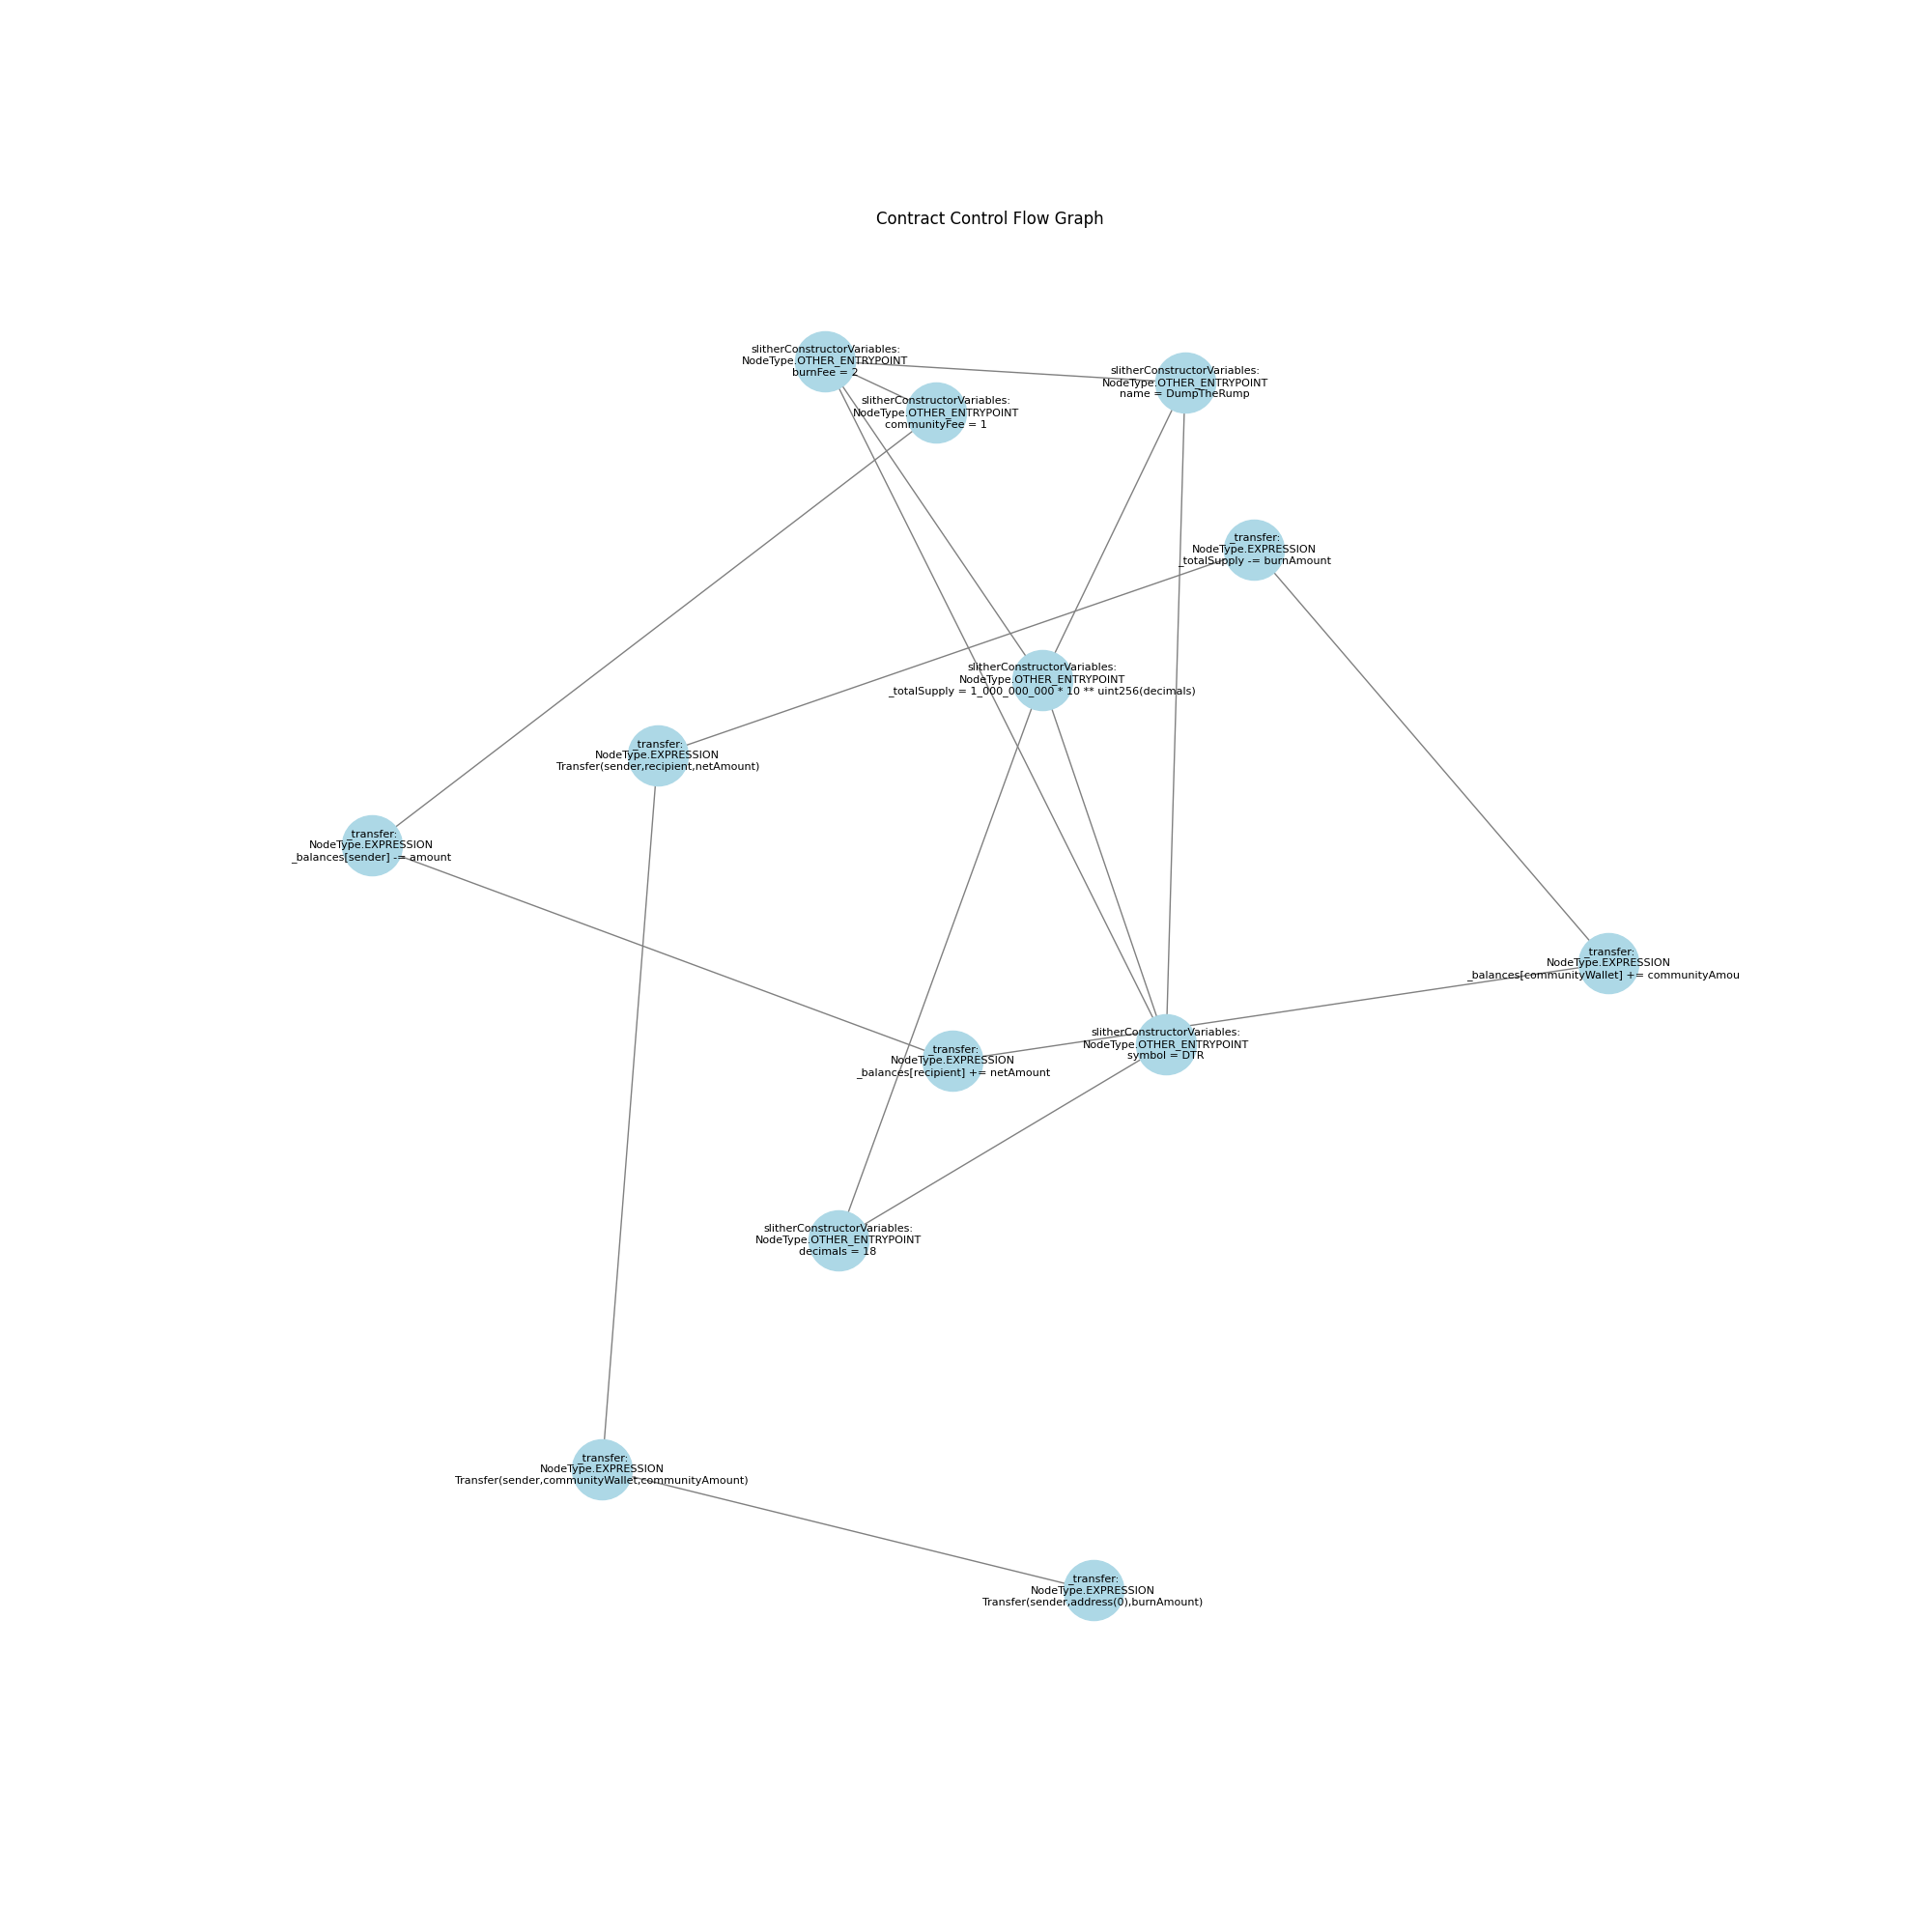 Contract Control Flow Graph
slitherConstructorVariables:
NodeType.OTHER_ENTRYPOINT
burnFee = 2
slitherConstructorVariables:
NodeType.OTHER_ENTRYPOINT
name = DumpTheRump
slitherConstructorVariables:
NodeType.OTHER_ENTRYPOINT
communityFee = 1
_transfer:
NodeType.EXPRESSION
_totalSupply -= burnAmount
slitherConstructorVariables:
NodeType.OTHER_ENTRYPOINT
_totalSupply = 1_000_000_000 * 10 ** uint256(decimals)
_transfer:
NodeType.EXPRESSION
Transfer(sender,recipient,netAmount)
_transfer:
NodeType.EXPRESSION
_balances[sender] -= amount
_transfer:
NodeType.EXPRESSION
_balances[communityWallet] += communityAmou
slitherConstructorVariables:
NodeType.OTHER_ENTRYPOINT
symbol = DTR
_transfer:
NodeType.EXPRESSION
_balances[recipient] += netAmount
slitherConstructorVariables:
NodeType.OTHER_ENTRYPOINT
decimals = 18
_transfer:
NodeType.EXPRESSION
Transfer(sender,communityWallet,communityAmount)
_transfer:
NodeType.EXPRESSION
Transfer(sender,address(0),burnAmount)